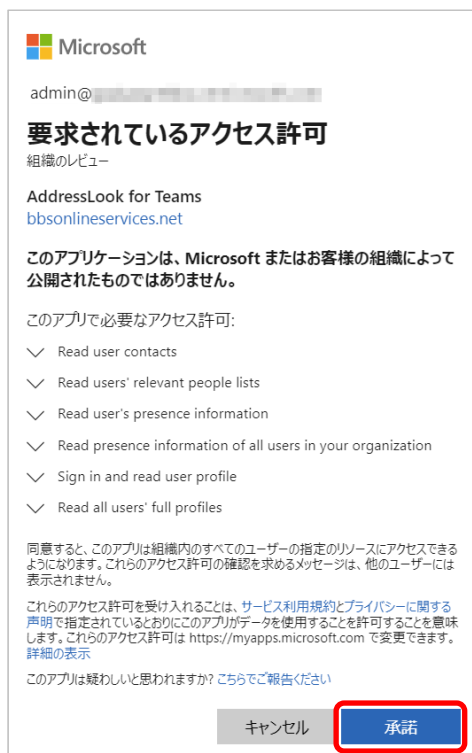 Microsoft
admin@
要求されているアクセス許可
組織のレビュー
AddressLook for Teams
bbsonlineservices.net
このアプリケーションは、Microsoft またはお客様の組織によって
公開されたものではありません。
このアプリで必要なアクセス許可:
Read user contacts
Read users' relevant people lists
Read user's presence information
Read presence information of all users in your organization
Sign in and read user profile
Read all users' full profiles
同意すると、このアプリは組織内のすべてのユーザーの指定のリソースにアクセスできる
ようになります。これらのアクセス許可の確認を求めるメッセージは、他のユーザーには
表示されません。
これらのアクセス許可を受け入れることは、サービス利用規約とプライバシーに関する
声明で指定されているとおりにこのアプリがデータを使用することを許可することを意味
します。これらのアクセス許可は https://myapps.microsoft.com で変更できます。
詳細の表示
このアプリは疑わしいと思われますか? こちらでご報告ください
キャンセル 承諾